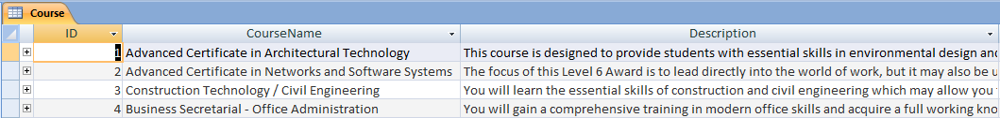 Course
ID CourseName Description
1 Advanced Certificate in Architectural Technology This course is designed to provide students with essential skills in environmental design and
2 Advanced Certificate in Networks and Software Systems The focus of this Level 6 Award is to lead directly into the world of work, but it may also be u
3 Construction Technology / Civil Engineering You will learn the essential skills of construction and civil engineering which may allow you
4 Business Secretarial - Office Administration You will gain a comprehensive training in modern office skills and acquire a full working kno